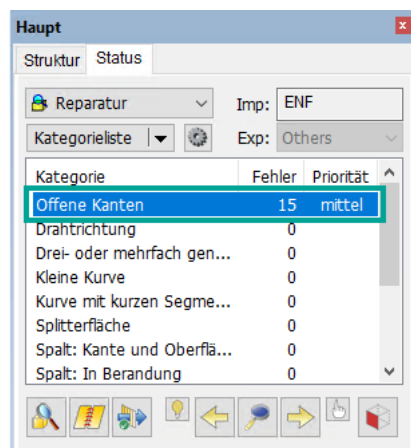 Haupt
Struktur Status
Reparatur Imp: ENF
Kategorieliste Exp: Others
Kategorie Fehler Priorität
Offene Kanten 15 mittel
Drahtrichtung 0
Drei- oder mehrfach gen... 0
Kleine Kurve 0
Kurve mit kurzen Segme... 0
Splitterfläche 0
Spalt: Kante und Oberflä... 0
Spalt: In Berandung 0